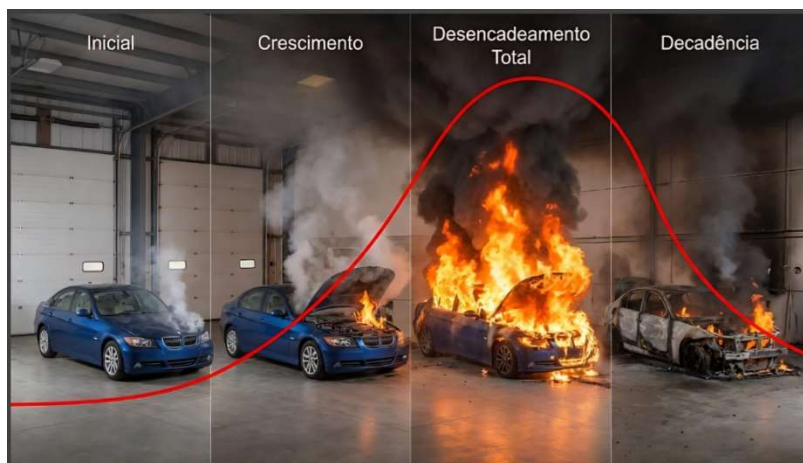 Inicial
Crescimento
Desencadeamento
Total
Decadência